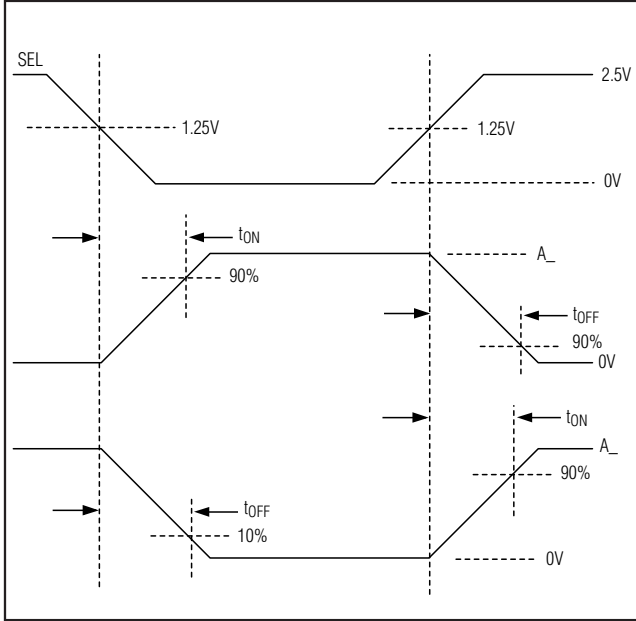 SEL
2.5V
1.25V
1.25V
0V
tON
A_
90%
tOFF
90%
0V
tON
A_
90%
tOFF
10%
0V